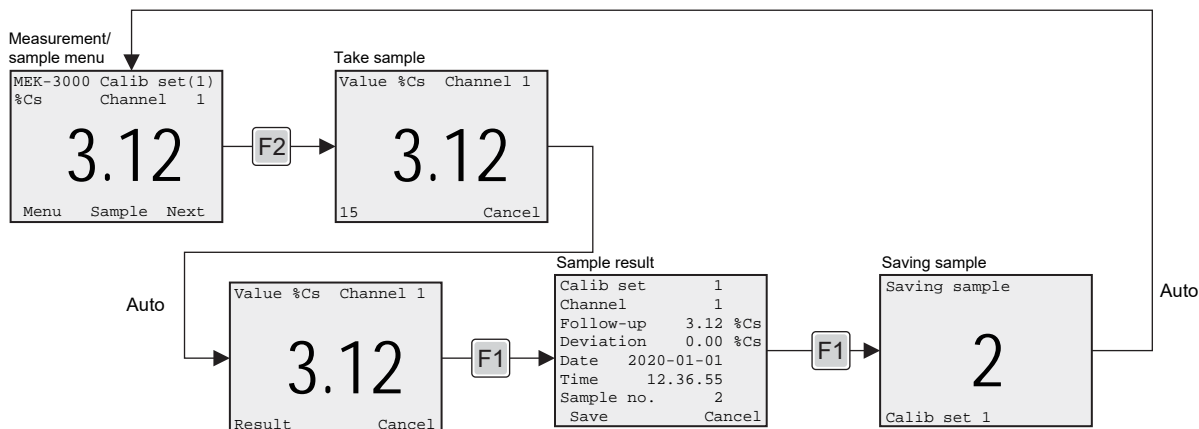 Measurement/
sample menu
MEK-3000 Calib set(1)
%Cs Channel 1
3.12
Menu Sample Next
F2
Take sample
Value %Cs Channel 1
3.12
15 Cancel
Auto
Value %Cs Channel 1
3.12
Result Cancel
F1
Sample result
Calib set 1
Channel 1
Follow-up 3.12 %Cs
Deviation 0.00 %Cs
Date 2020-01-01
Time 12.36.55
Sample no. 2
Save Cancel
F1
Saving sample
Saving sample
2
Calib set 1
Auto